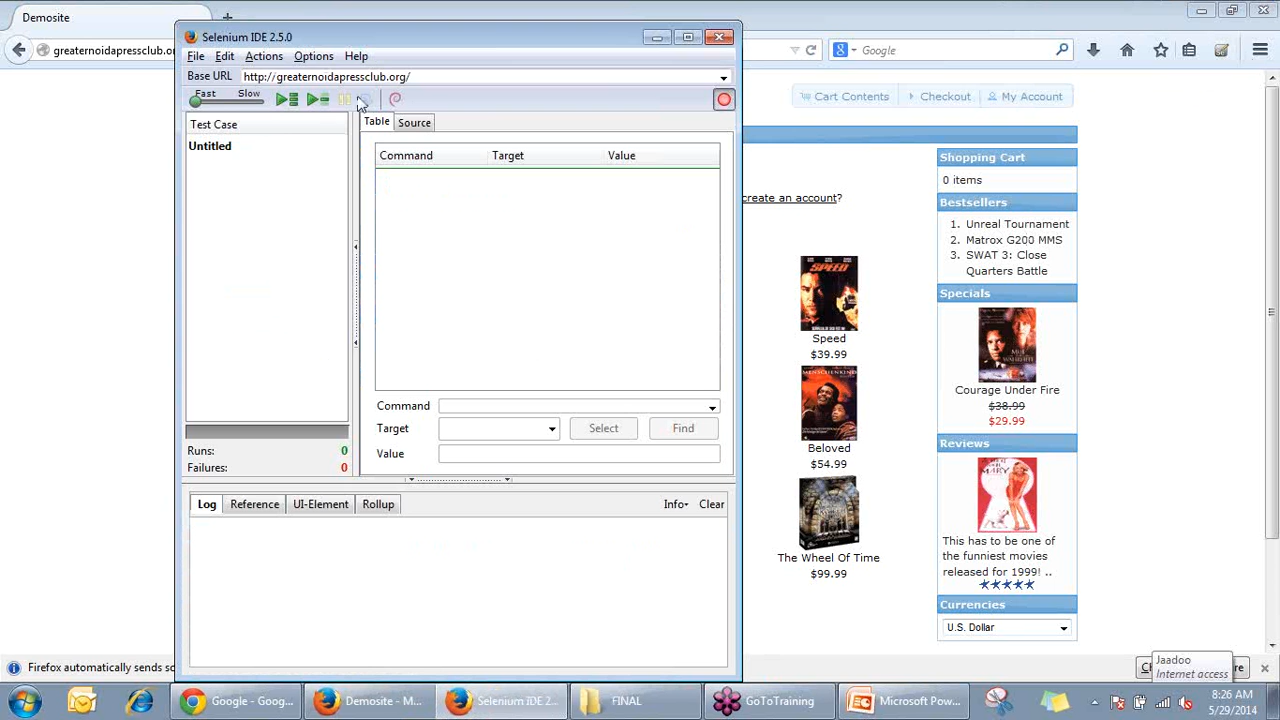 Demosite
Selenium IDE 2.5.0
greaternoidapressclub.or
Google
File Edit Actions Options Help
Base URL http://greaternoidapressclub.org/
Fast Slow
Cart Contents Checkout My Account
Test Case
Untitled
Table Source
Command Target Value
create an account?
Shopping Cart
0 items
Bestsellers
1. Unreal Tournament
2. Matrox G200 MMS
3. SWAT 3: Close
Quarters Battle
Specials
SPEED
Speed
$39.99
Courage Under Fire
$38.99
$29.99
Beloved
$54.99
Reviews
The Wheel Of Time
$99.99
This has to be one of
the funniest movies
released for 1999! ..
Currencies
U.S. Dollar
Command
Target Select Find
Value
Runs: 0
Failures: 0
Log Reference UI-Element Rollup Info Clear
Firefox automatically sends s
Jaadoo
Internet access
Google - Goog...
Demosite - M...
Selenium IDE 2...
FINAL
GoToTraining
Microsoft Pow...
8:26 AM
5/29/2014